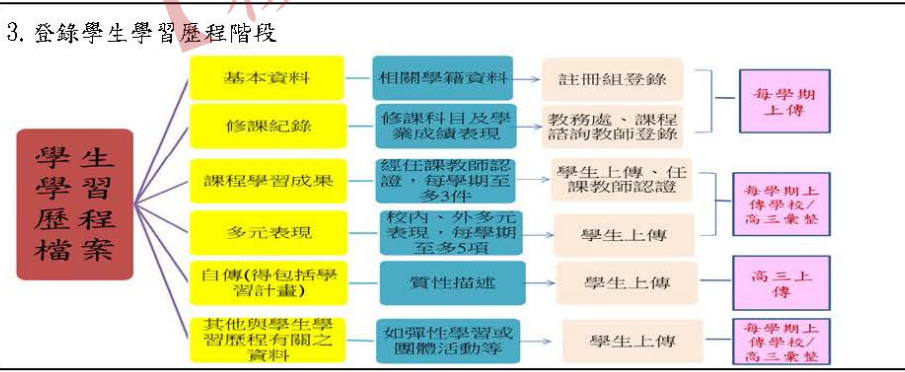 3. 登錄學生學習歷程階段
學生
學習
歷程
檔案
基本資料
相關學籍資料
註冊組登錄
每學期
上傳
修課紀錄
修課科目及學
業成績表現
教務處、課程
諮詢教師登錄
課程學習成果
經任課教師認
證，每學期至
多3件
學生上傳、任
課教師認證
每學期上
傳學校/
高三彙整
多元表現
校內、外多元
表現，每學期
至多5項
學生上傳
自傳(得包括學
習計畫)
質性描述
學生上傳
高三上
傳
其他與學生學
習歷程有關之
資料
如彈性學習或
團體活動等
學生上傳
每學期上
傳學校/
高三彙整